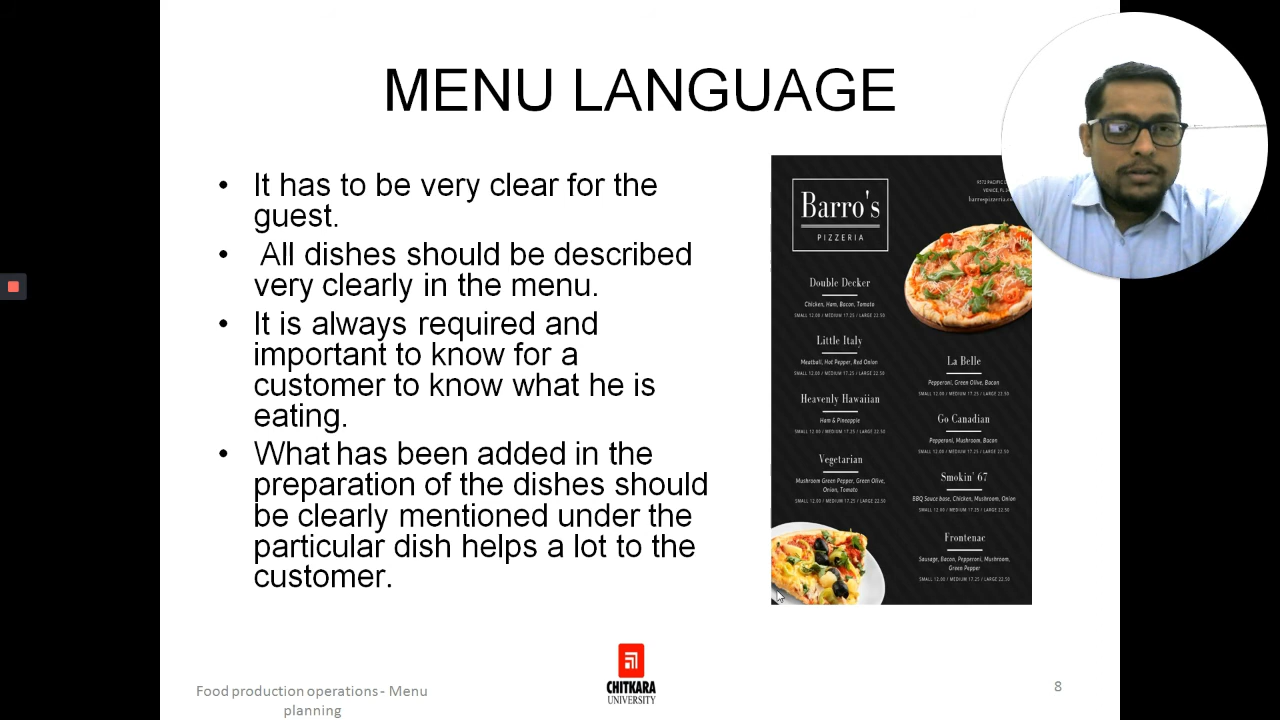 MENU LANGUAGE
• It has to be very clear for the
guest.
• All dishes should be described
very clearly in the menu.
• It is always required and
important to know for a
customer to know what he is
eating.
• What has been added in the
preparation of the dishes should
be clearly mentioned under the
particular dish helps a lot to the
customer.
Barro's
PIZZERIA
9572 PACIFIC
VENICE, FL
barrospizzeria.co
Double Decker
Chicken, Ham, Bacon, Tomato
SMALL 12.00 / MEDIUM 17.25 / LARGE 22.50
Little Italy
Meatball, Hot Pepper, Red Onion
SMALL 12.00 / MEDIUM 17.25 / LARGE 22.50
Heavenly Hawaiian
Ham & Pineapple
SMALL 12.00 / MEDIUM 17.25 / LARGE 22.50
Vegetarian
Mushroom Green Pepper, Green Olive,
Onion, Tomato
SMALL 12.00 / MEDIUM 17.25 / LARGE 22.50
La Belle
Pepperoni, Green Olive, Bacon
SMALL 12.00 / MEDIUM 17.25 / LARGE 22.50
Go Canadian
Pepperoni, Mushroom, Bacon
SMALL 12.00 / MEDIUM 17.25 / LARGE 22.50
Smokin' 67
BBQ Sauce base, Chicken, Mushroom, Onion
SMALL 12.00 / MEDIUM 17.25 / LARGE 22.50
Frontenac
Sausage, Bacon, Pepperoni, Mushroom,
Green Pepper
SMALL 12.00 / MEDIUM 17.25 / LARGE 22.50
Food production operations - Menu
planning
CHITKARA
UNIVERSITY
8